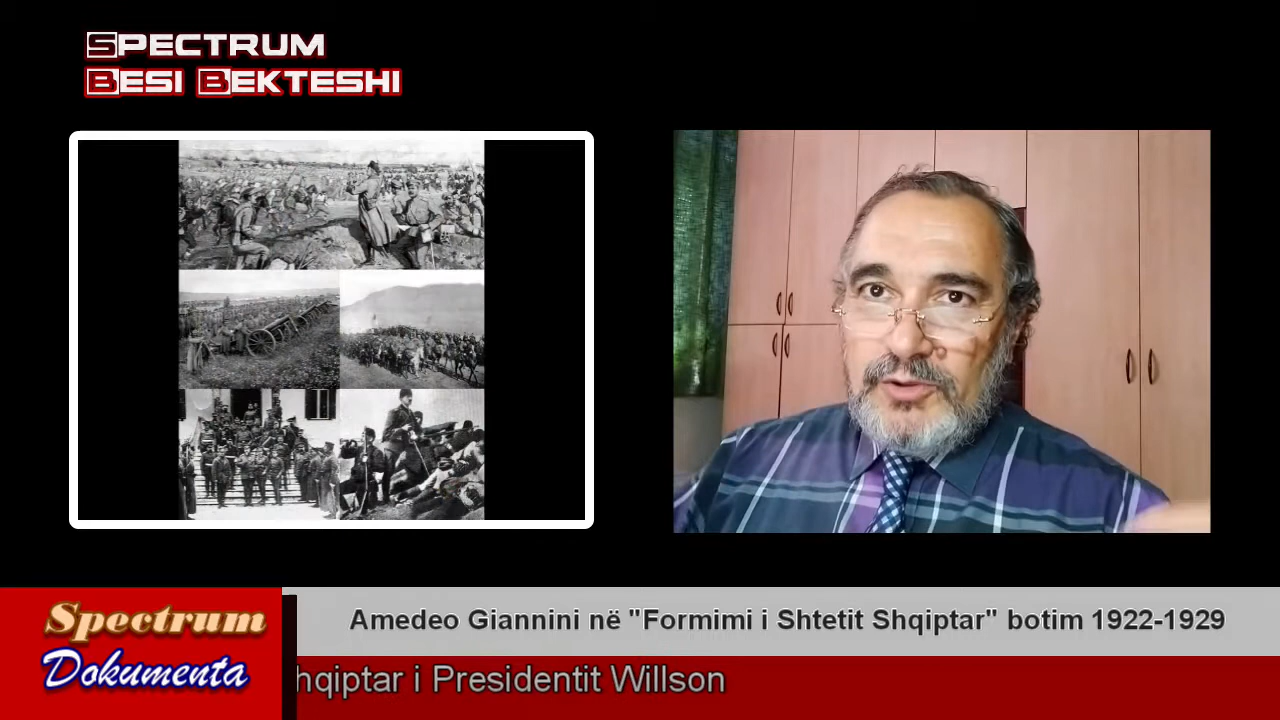 SPECTRUM
BESI BEKTESHI
Amedeo Giannini në "Formimi i Shtetit Shqiptar" botim 1922-1929
Spectrum
Dokumenta
hqiptar i Presidentit Willson